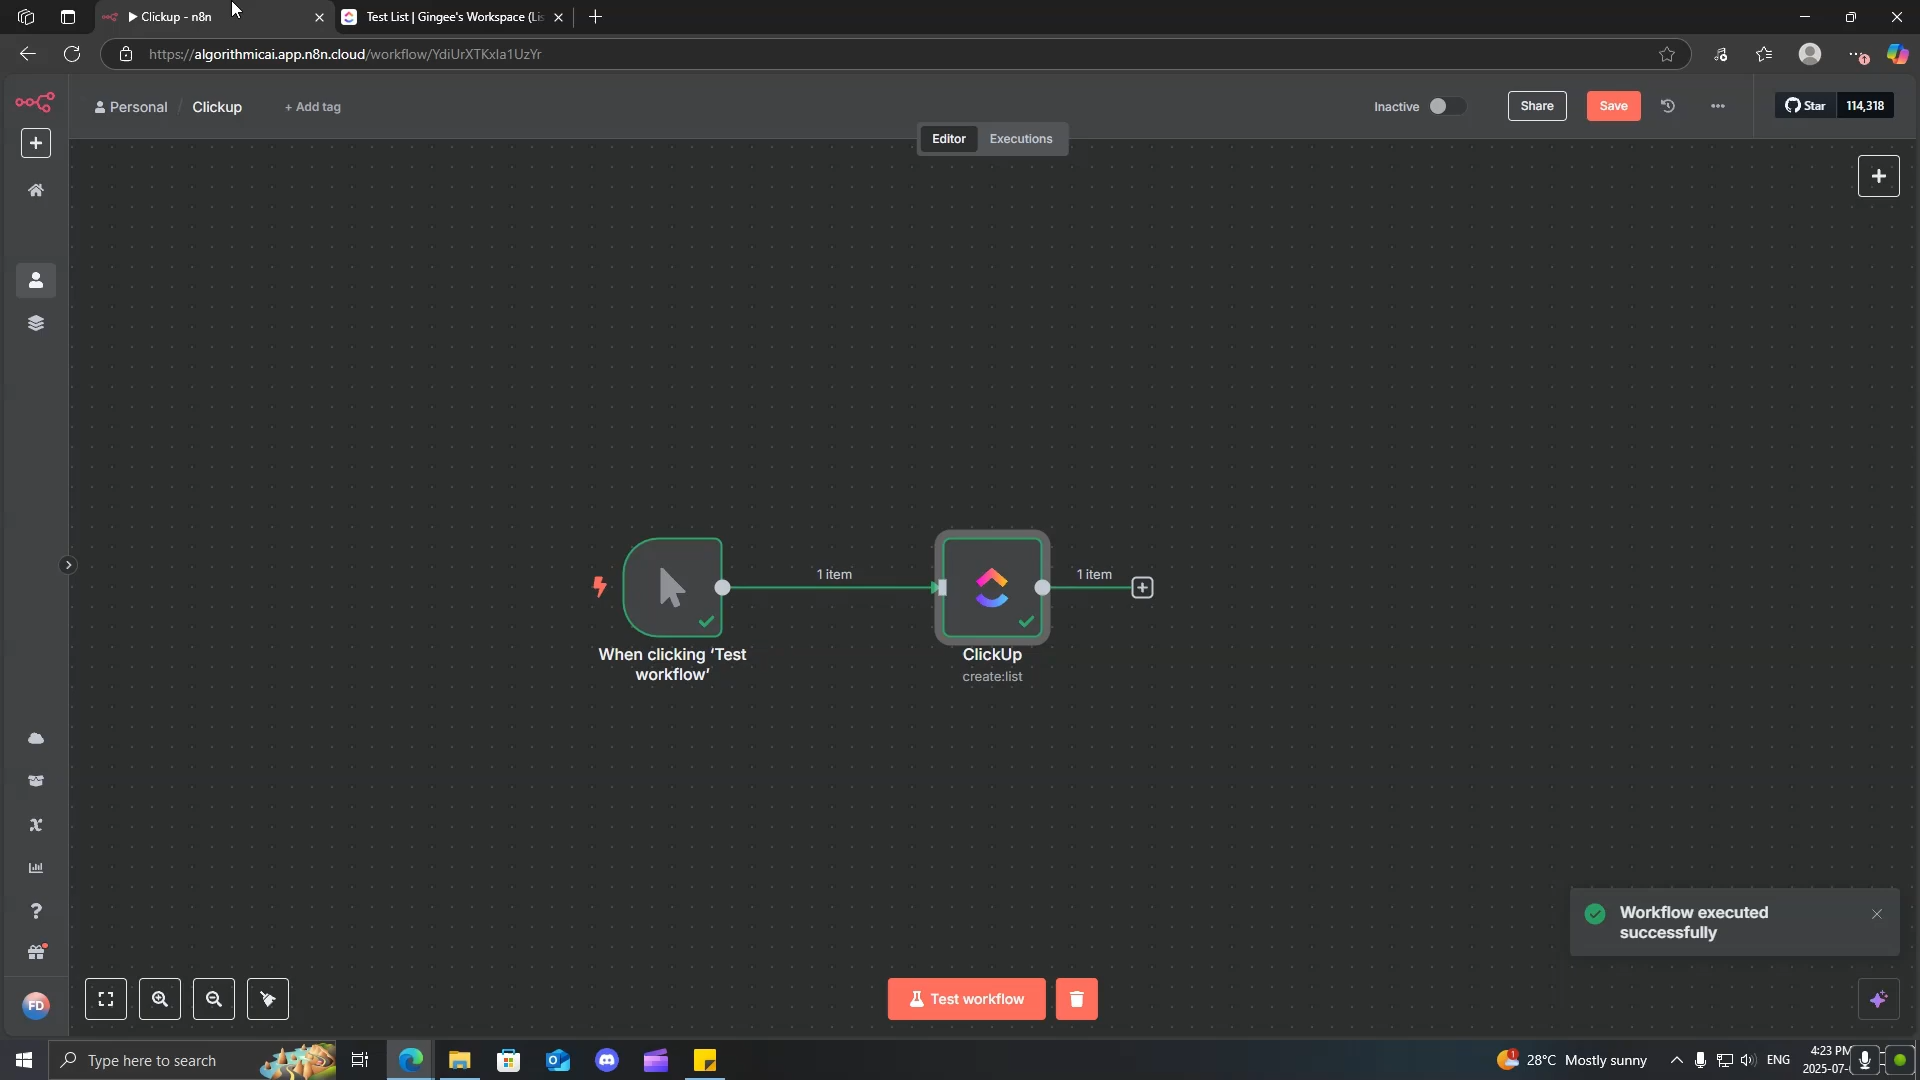 Clickup - n8n
Test List | Gingee's Workspace (Lis
https://algorithmicai.app.n8n.cloud/workflow/YdiUrXTKxla1UzYr
Personal / Clickup + Add tag
Inactive
Share
Save
Star 114,318
Editor Executions
1 item
1 item
When clicking ‘Test
workflow’
ClickUp
create:list
Workflow executed
successfully
FD
Test workflow
Type here to search
1
28°C Mostly sunny
ENG
4:23 PM
2025-07-